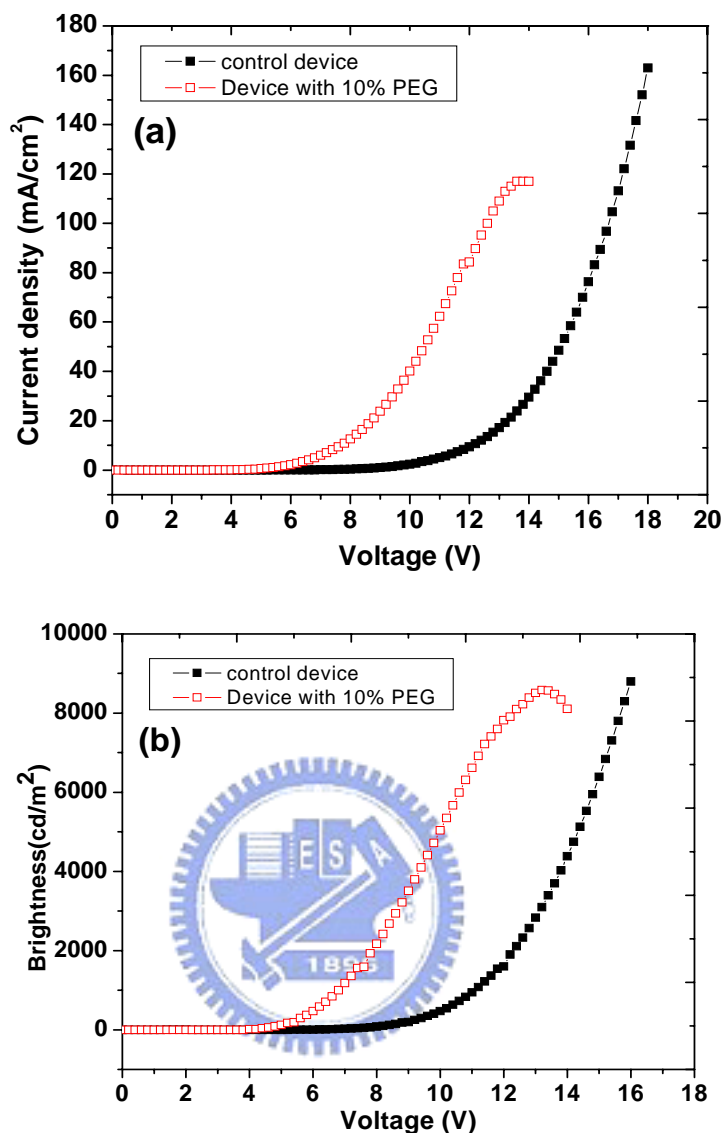 180
160
140
120
100
80
60
40
20
0
Current density (mA/cm²)
control device
Device with 10% PEG
(a)
0 2 4 6 8 10 12 14 16 18 20
Voltage (V)
10000
8000
6000
4000
2000
0
Brightness(cd/m²)
control device
Device with 10% PEG
(b)
E S A
1896
0 2 4 6 8 10 12 14 16 18
Voltage (V)